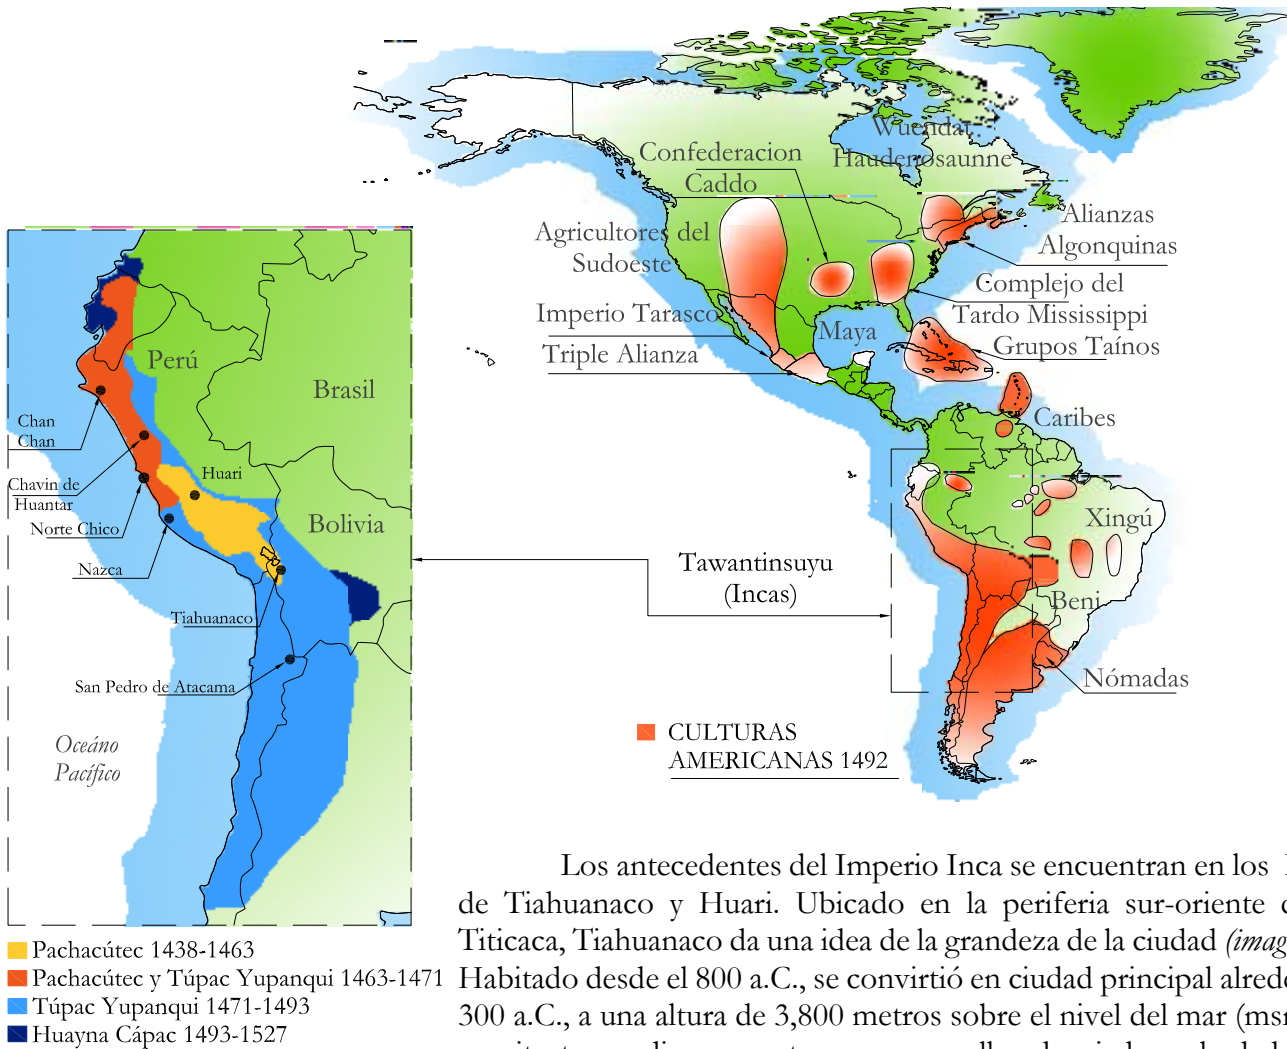 Wuendat
Hauderrosaunne
Confederacion
Caddo
Agricultores del
Sudoeste
Alianzas
Algonquinas
Complejo del
Tardo Mississippi
Imperio Tarasco
Triple Alianza
Maya
Grupos Taínos
Caribes
Xingú
Beni
Nómadas
Tawantinsuyu
(Incas)
CULTURAS
AMERICANAS 1492
Perú
Brasil
Chan
Chan
Chavin de
Huantar
Huari
Norte Chico
Bolivia
Nazca
Tiahuanaco
San Pedro de Atacama
Oceáno
Pacífico
Pachacútec 1438-1463
Pachacútec y Túpac Yupanqui 1463-1471
Túpac Yupanqui 1471-1493
Huayna Cápac 1493-1527
Los antecedentes del Imperio Inca se encuentran en los
de Tiahuanaco y Huari. Ubicado en la periferia sur-oriente
Titicaca, Tiahuanaco da una idea de la grandeza de la ciudad (imag
Habitado desde el 800 a.C., se convirtió en ciudad principal alrede
300 a.C., a una altura de 3,800 metros sobre el nivel del mar (msn